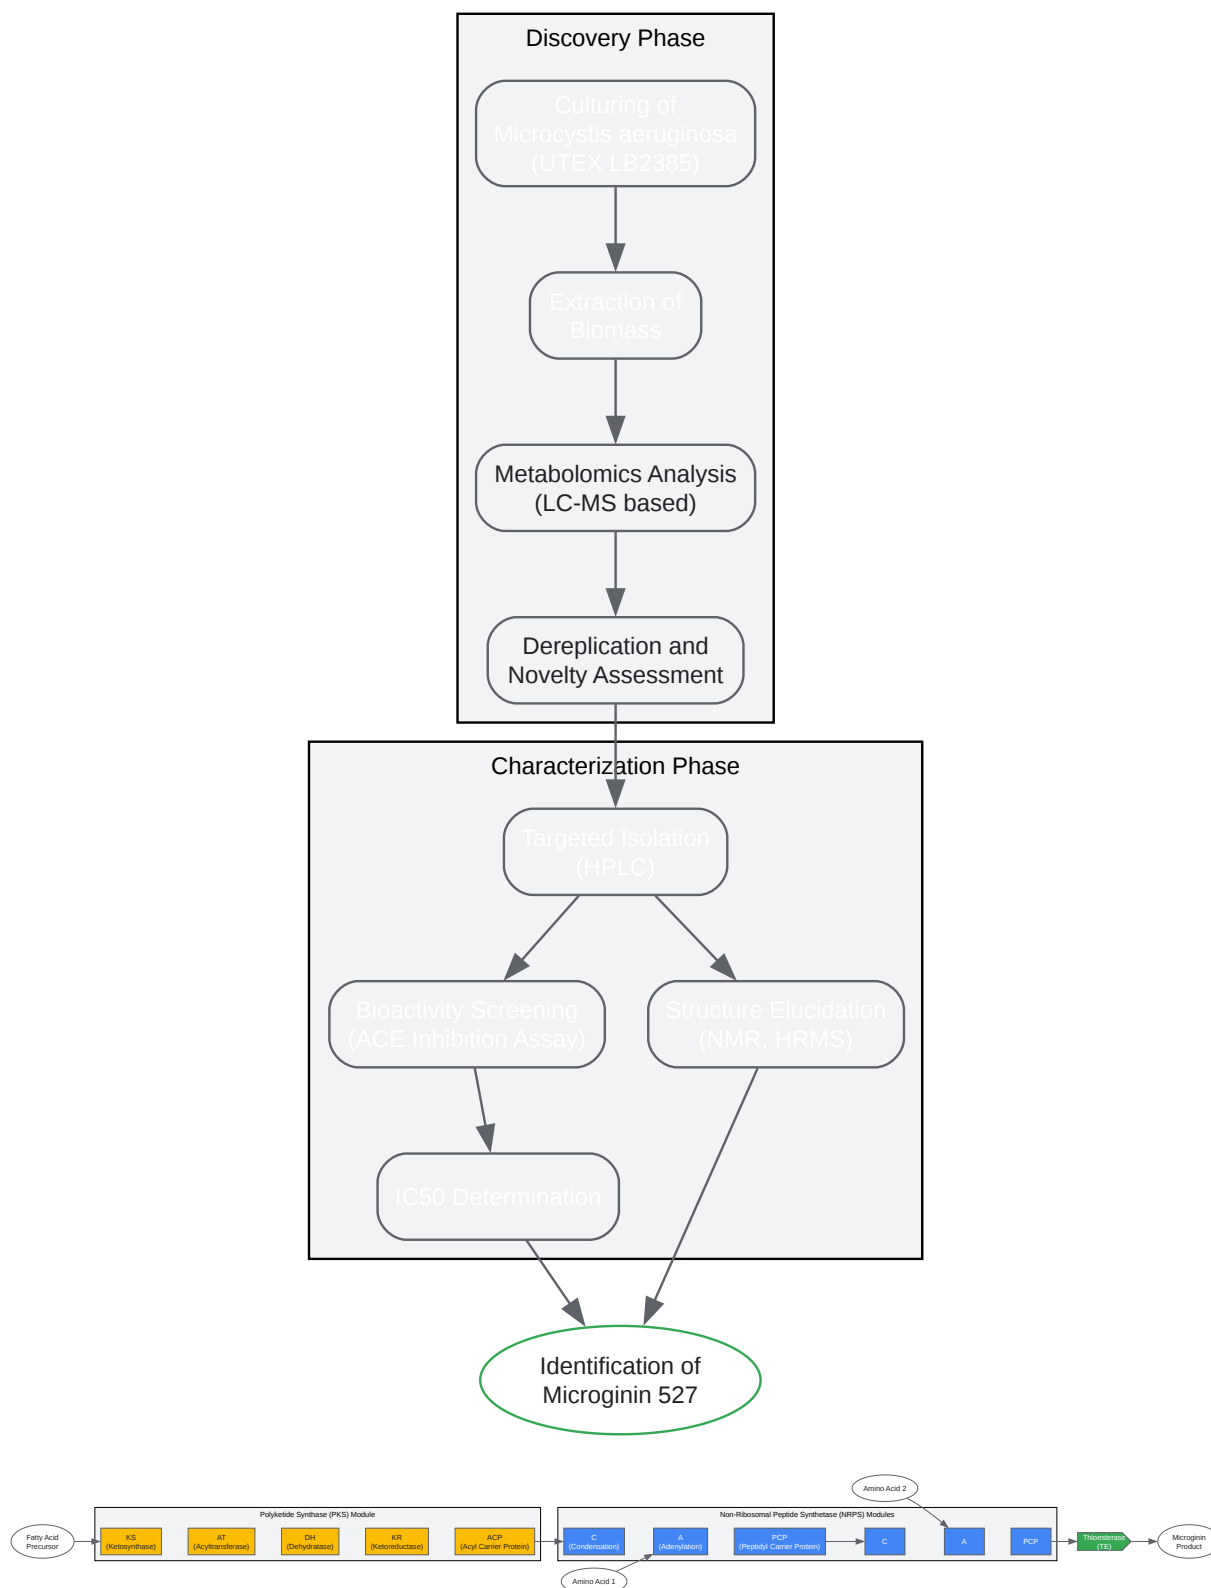 Discovery Phase
Culturing of
Microcystis aeruginosa
(UTEX LB2385)
Extraction of
Biomass
Metabolomics Analysis
(LC-MS based)
Dereplication and
Novelty Assessment
Characterization Phase
Targeted Isolation
(HPLC)
Bioactivity Screening
(ACE Inhibition Assay)
Structure Elucidation
(NMR, HRMS)
IC50 Determination
Identification of
Microginin 527
Amino Acid 2
Polyketide Synthase (PKS) Module
Non-Ribosomal Peptide Synthetase (NRPS) Modules
Fatty Acid
Precursor
KS
(Ketosynthase)
AT
(Acyltransferase)
DH
(Dehydratase)
KR
(Ketoreductase)
ACP
(Acyl Carrier Protein)
C
(Condensation)
A
(Adenylation)
PCP
(Peptidyl Carrier Protein)
C
A
PCP
Thioesterase
(TE)
Microginin
Product
Amino Acid 1